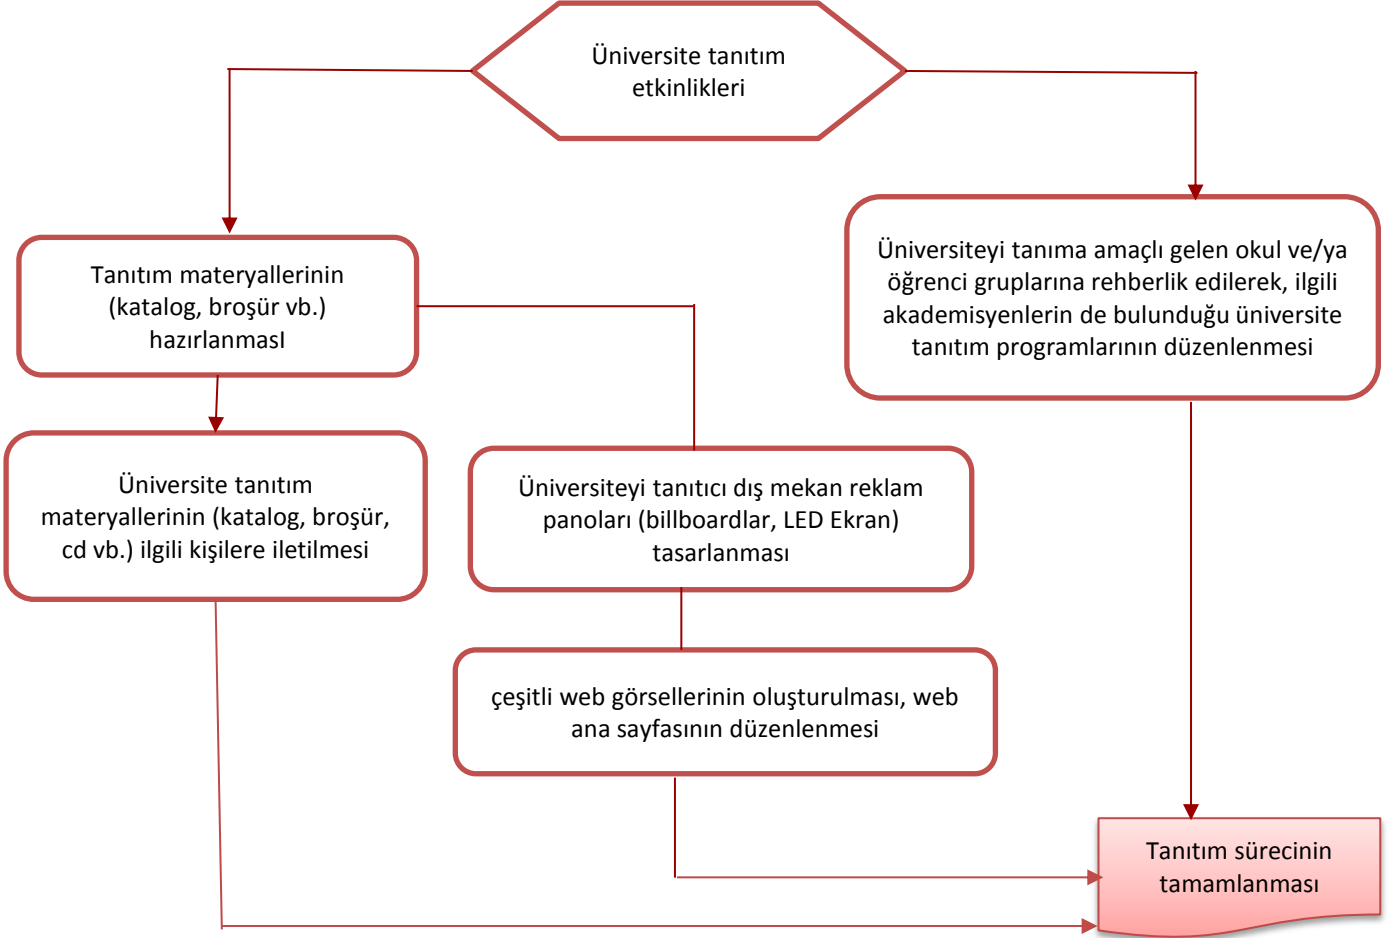 Üniversite tanıtım
etkinlikleri
Tanıtım materyallerinin
(katalog, broşür vb.)
hazırlanmasI
Üniversiteyi tanıma amaçlı gelen okul ve/ya
öğrenci gruplarına rehberlik edilerek, ilgili
akademisyenlerin de bulunduğu üniversite
tanıtım programlarının düzenlenmesi
Üniversite tanıtım
materyallerinin (katalog, broşür,
cd vb.) ilgili kişilere iletilmesi
Üniversiteyi tanıtıcı dış mekan reklam
panoları (billboardlar, LED Ekran)
tasarlanması
çeşitli web görsellerinin oluşturulması, web
ana sayfasının düzenlenmesi
Tanıtım sürecinin
tamamlanması